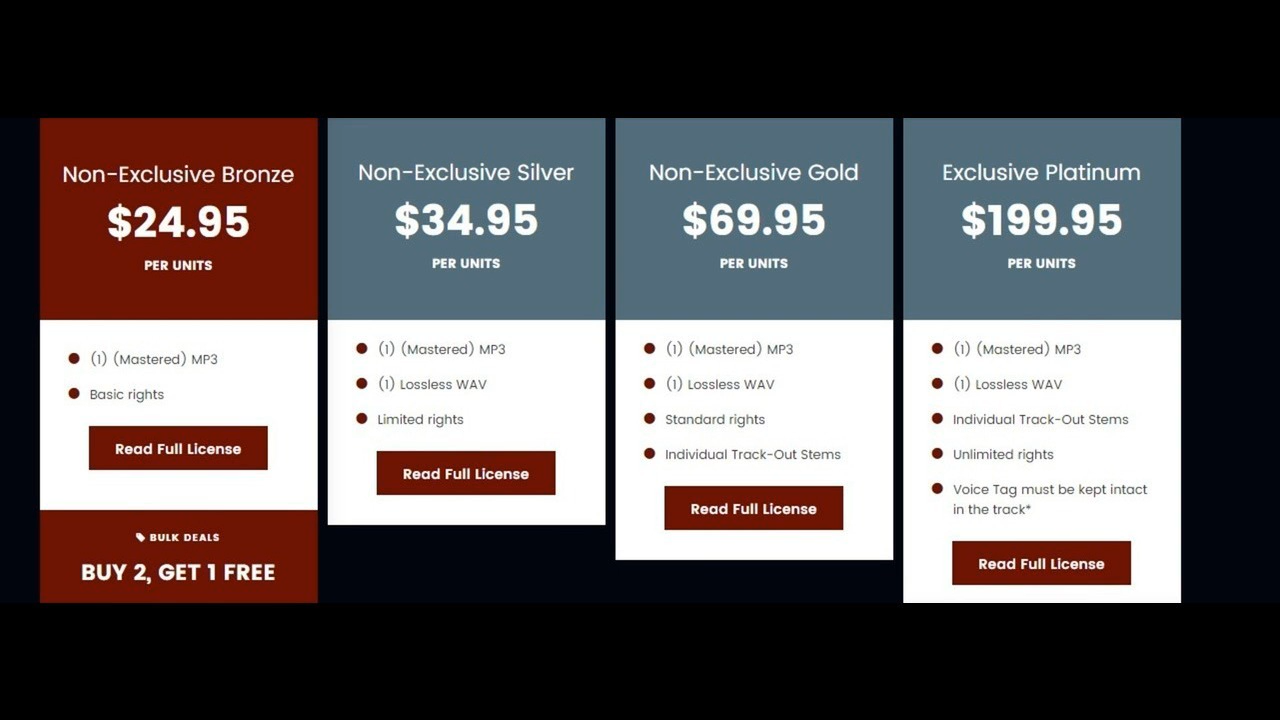 Non-Exclusive Bronze
$24.95
PER UNITS
(1) (Mastered) MP3
Basic rights
Read Full License
BULK DEALS
BUY 2, GET 1 FREE
Non-Exclusive Silver
$34.95
PER UNITS
(1) (Mastered) MP3
(1) Lossless WAV
Limited rights
Read Full License
Non-Exclusive Gold
$69.95
PER UNITS
(1) (Mastered) MP3
(1) Lossless WAV
Standard rights
Individual Track-Out Stems
Read Full License
Exclusive Platinum
$199.95
PER UNITS
(1) (Mastered) MP3
(1) Lossless WAV
Individual Track-Out Stems
Unlimited rights
Voice Tag must be kept intact
in the track*
Read Full License